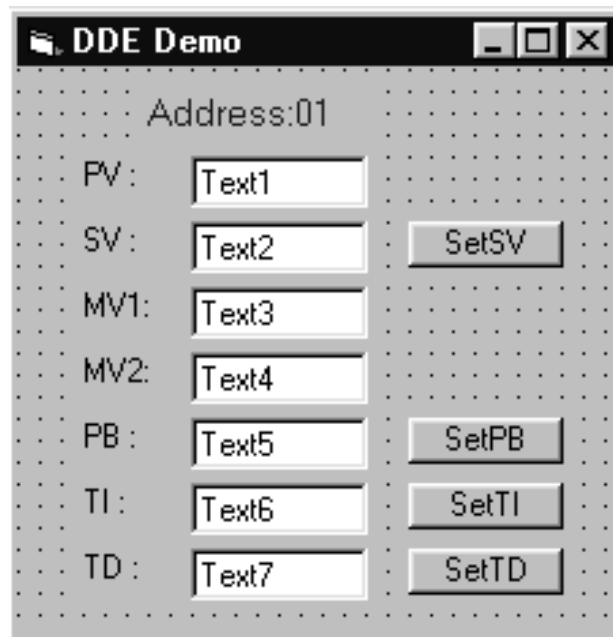 DDE Demo
Address:01
PV : Text1
SV : Text2 SetSV
MV1: Text3
MV2: Text4
PB : Text5 SetPB
TI : Text6 SetTI
TD : Text7 SetTD